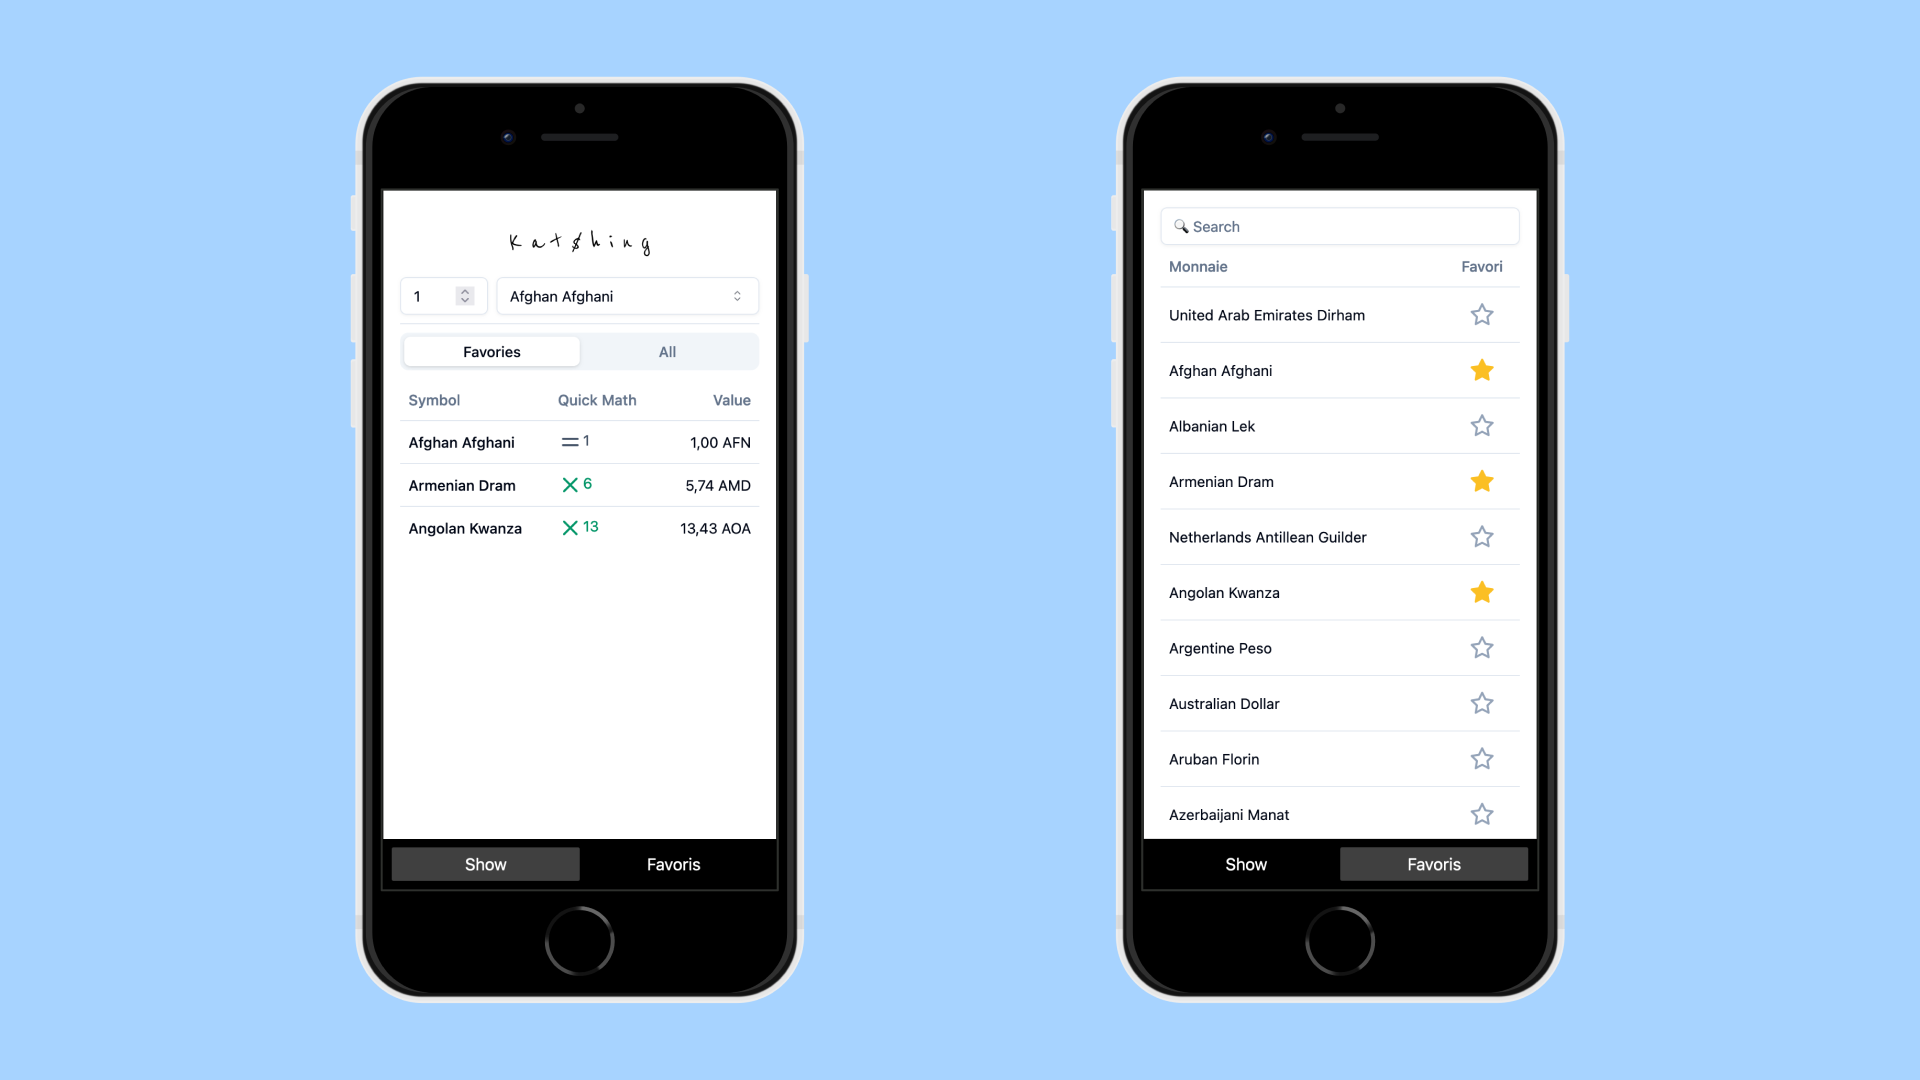 Kat$hing
1 Afghan Afghani
Favories All
Symbol Quick Math Value
Afghan Afghani = 1 1,00 AFN
Armenian Dram × 6 5,74 AMD
Angolan Kwanza × 13 13,43 AOA
Show Favoris
🔍 Search
Monnaie Favori
United Arab Emirates Dirham
Afghan Afghani
Albanian Lek
Armenian Dram
Netherlands Antillean Guilder
Angolan Kwanza
Argentine Peso
Australian Dollar
Aruban Florin
Azerbaijani Manat
Show Favoris